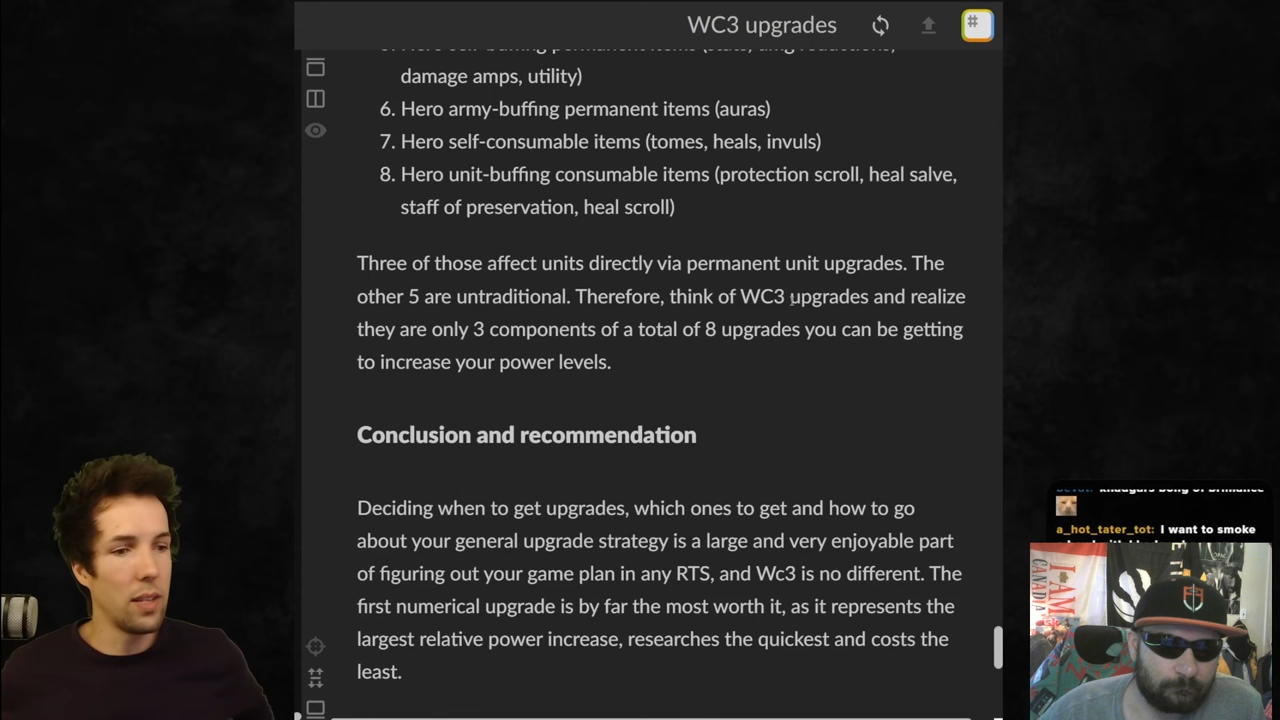 WC3 upgrades
damage amps, utility)
6. Hero army-buffing permanent items (auras)
7. Hero self-consumable items (tomes, heals, invuls)
8. Hero unit-buffing consumable items (protection scroll, heal salve,
staff of preservation, heal scroll)
Three of those affect units directly via permanent unit upgrades. The
other 5 are untraditional. Therefore, think of WC3 upgrades and realize
they are only 3 components of a total of 8 upgrades you can be getting
to increase your power levels.
Conclusion and recommendation
Deciding when to get upgrades, which ones to get and how to go
about your general upgrade strategy is a large and very enjoyable part
of figuring out your game plan in any RTS, and Wc3 is no different. The
first numerical upgrade is by far the most worth it, as it represents the
largest relative power increase, researches the quickest and costs the
least.
a_hot_tater_tot: I want to smoke
I AM
CANADIA